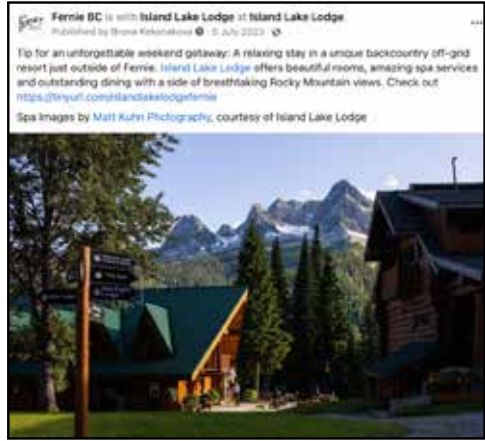 Fernie BC is with Island Lake Lodge at Island Lake Lodge.
Published by
5 July 2023
Tip for an unforgettable weekend getaway: A relaxing stay in a unique backcountry off-grid
resort just outside of Fernie. Island Lake Lodge offers beautiful rooms, amazing spa services
and outstanding dining with a side of breathtaking Rocky Mountain views. Check out
https://tinyurl.com/islandlakelodgefernie
Spa Images by Matt Kuhn Photography, courtesy of Island Lake Lodge